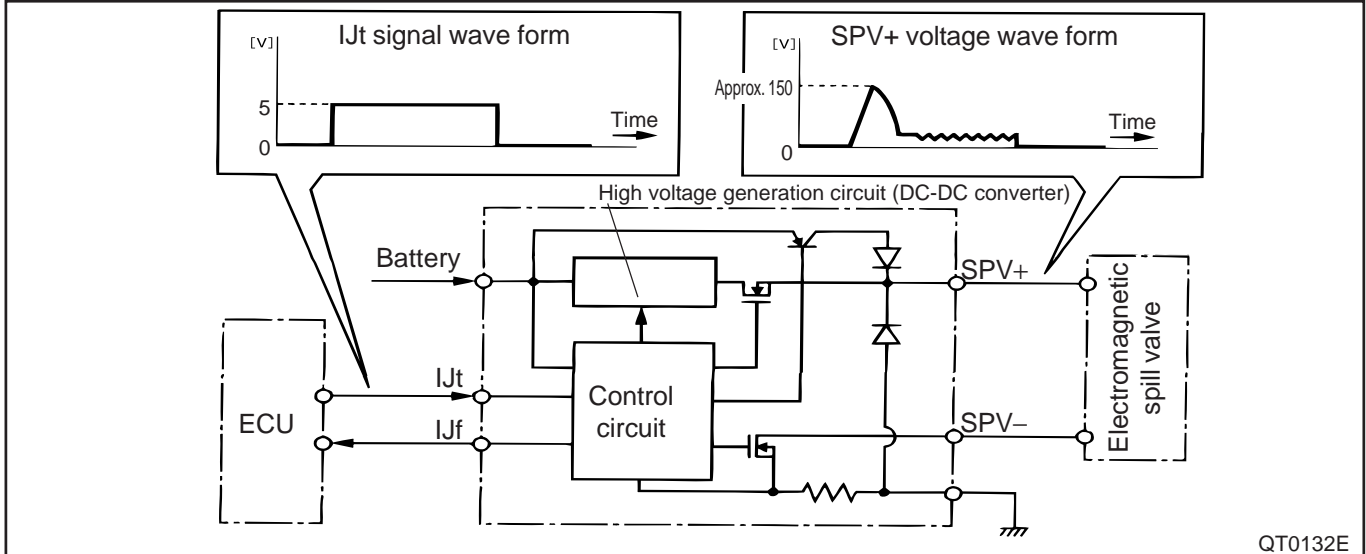 IJt signal wave form
[V]
5
0
Time
SPV+ voltage wave form
[V]
Approx. 150
0
Time
High voltage generation circuit (DC-DC converter)
Battery
SPV+
ECU
IJt
IJf
Control
circuit
SPV−
Electromagnetic
spill valve
QT0132E